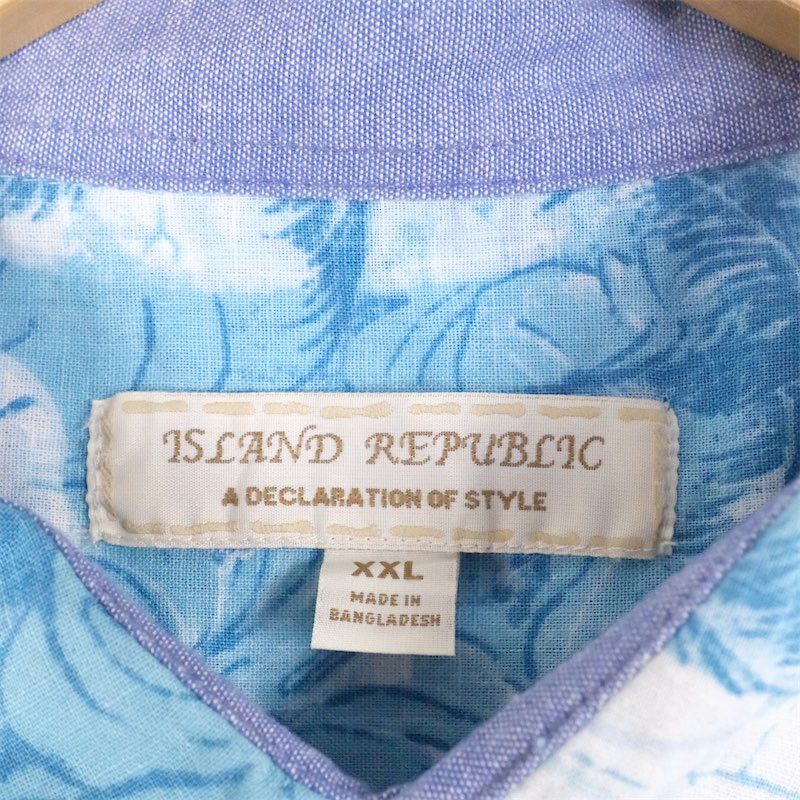 ISLAND REPUBLIC
A DECLARATION OF STYLE
XXL
MADE IN
BANGLADESH